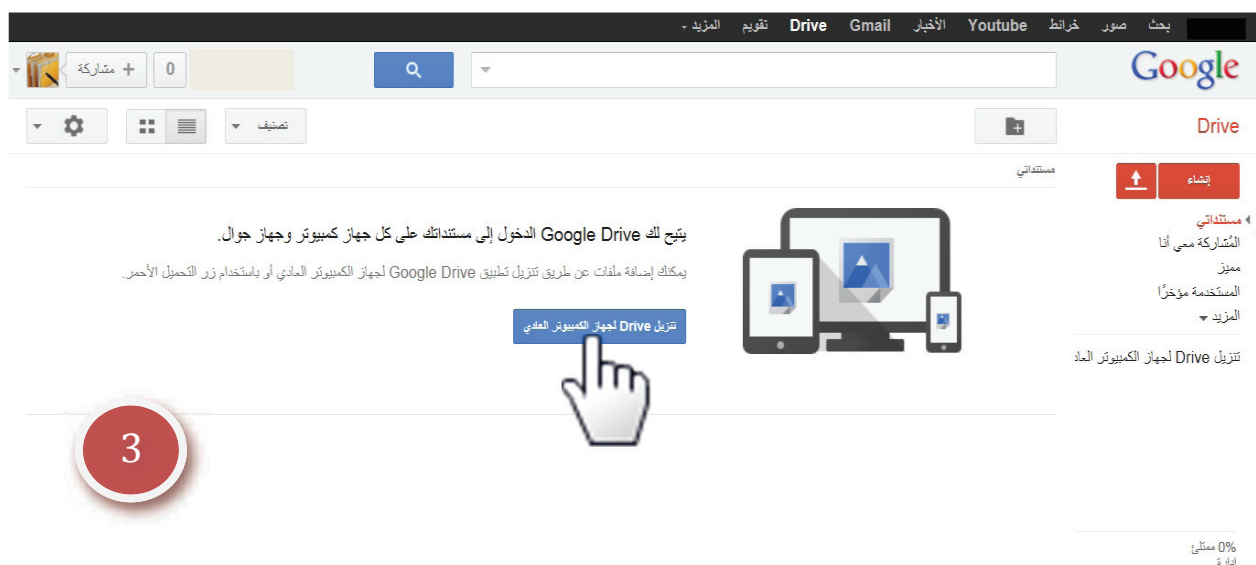 بحث صور خرائط Youtube الأخبار Gmail Drive تقويم المزيد
Google
0
+ مشاركة
Drive
تصنيف
إنشاء
مستنداتي
المُشاركة معي أنا
مميز
المستخدمة مؤخرًا
المزيد
تنزيل Drive لجهاز الكمبيوتر العاد
0% ممتلئ
إدارة
مستنداتي
يتيح لك Google Drive الدخول إلى مستنداتك على كل جهاز كمبيوتر وجهاز جوال.
يمكنك إضافة ملفات عن طريق تنزيل تطبيق Google Drive لجهاز الكمبيوتر العادي أو باستخدام زر التحميل الأحمر.
تنزيل Drive لجهاز الكمبيوتر العادي
3